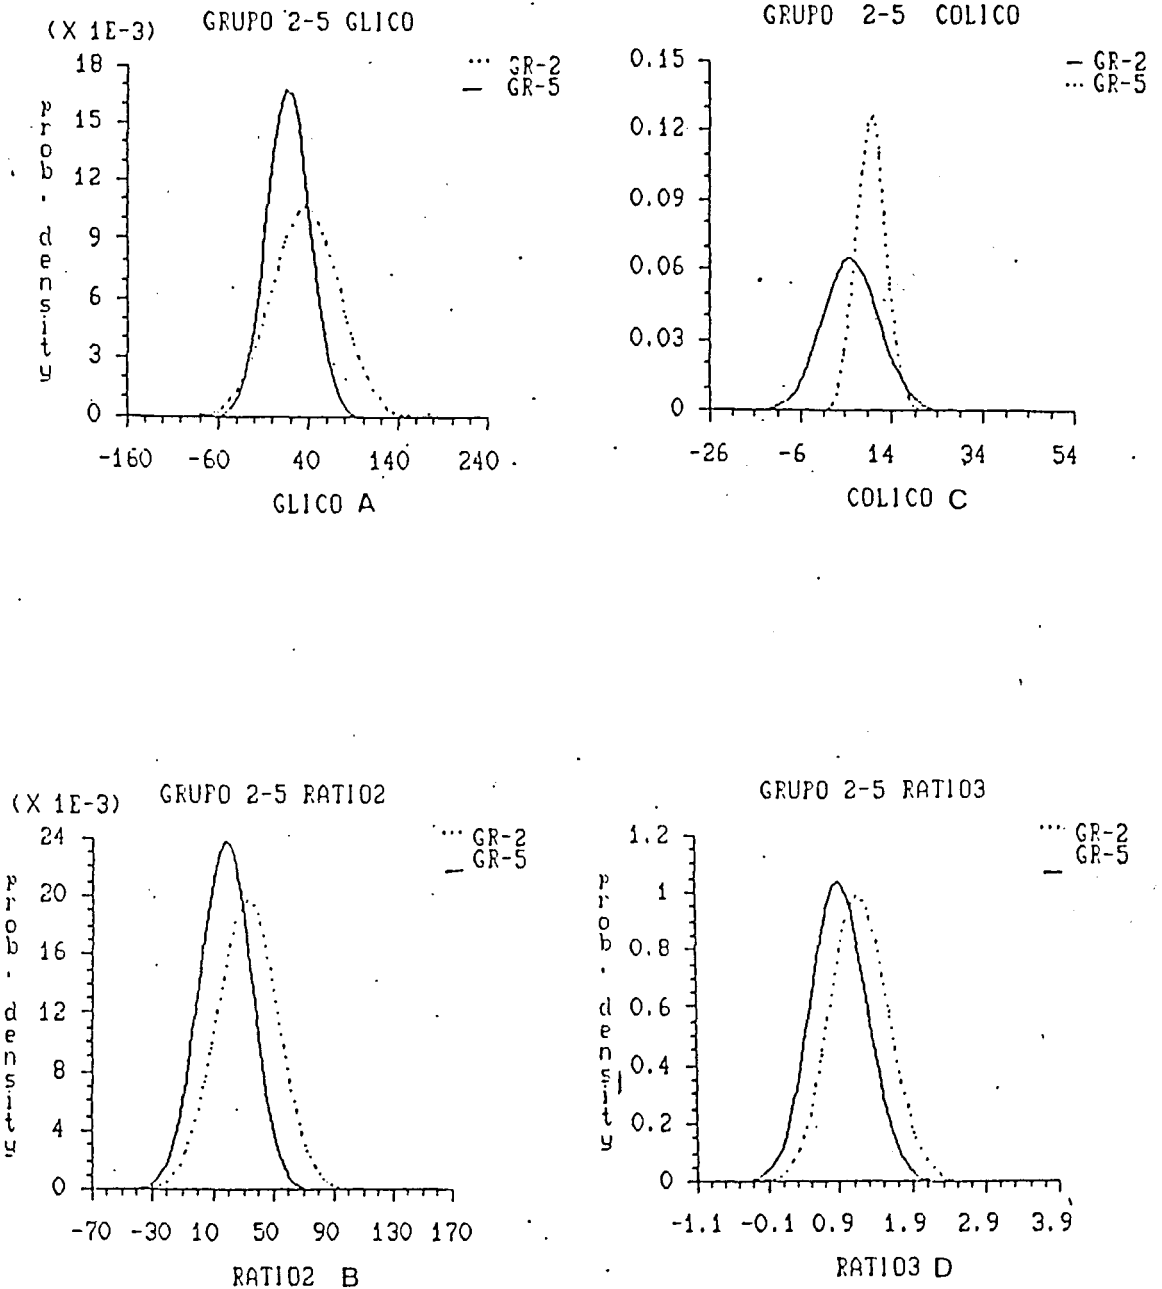 (X 1E-3) GRUPO 2-5 GLICO
... GR-2
— GR-5
prob. density
18
15
12
9
6
3
0
-160 -60 40 140 240
GLICO A
GRUPO 2-5 COLICO
— GR-2
... GR-5
0.15
0.12
0.09
0.06
0.03
0
-26 -6 14 34 54
COLICO C
(X 1E-3) GRUPO 2-5 RATIO2
... GR-2
— GR-5
prob. density
24
20
16
12
8
4
0
-70 -30 10 50 90 130 170
RATIO2 B
GRUPO 2-5 RATIO3
... GR-2
— GR-5
prob. density
1.2
1
0.8
0.6
0.4
0.2
0
-1.1 -0.1 0.9 1.9 2.9 3.9
RATIO3 D